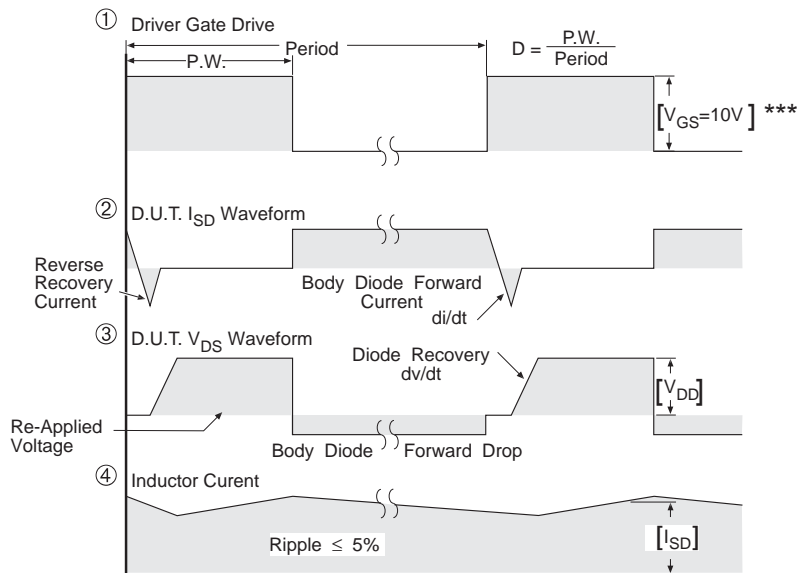 ① Driver Gate Drive
P.W.
Period
D = P.W.
Period
[VGS=10V] ***
② D.U.T. ISD Waveform
Reverse
Recovery
Current
Body Diode Forward
Current
di/dt
③ D.U.T. VDS Waveform
Diode Recovery
dv/dt
[VDD]
Re-Applied
Voltage
Body Diode Forward Drop
④ Inductor Curent
Ripple ≤ 5%
[ISD]